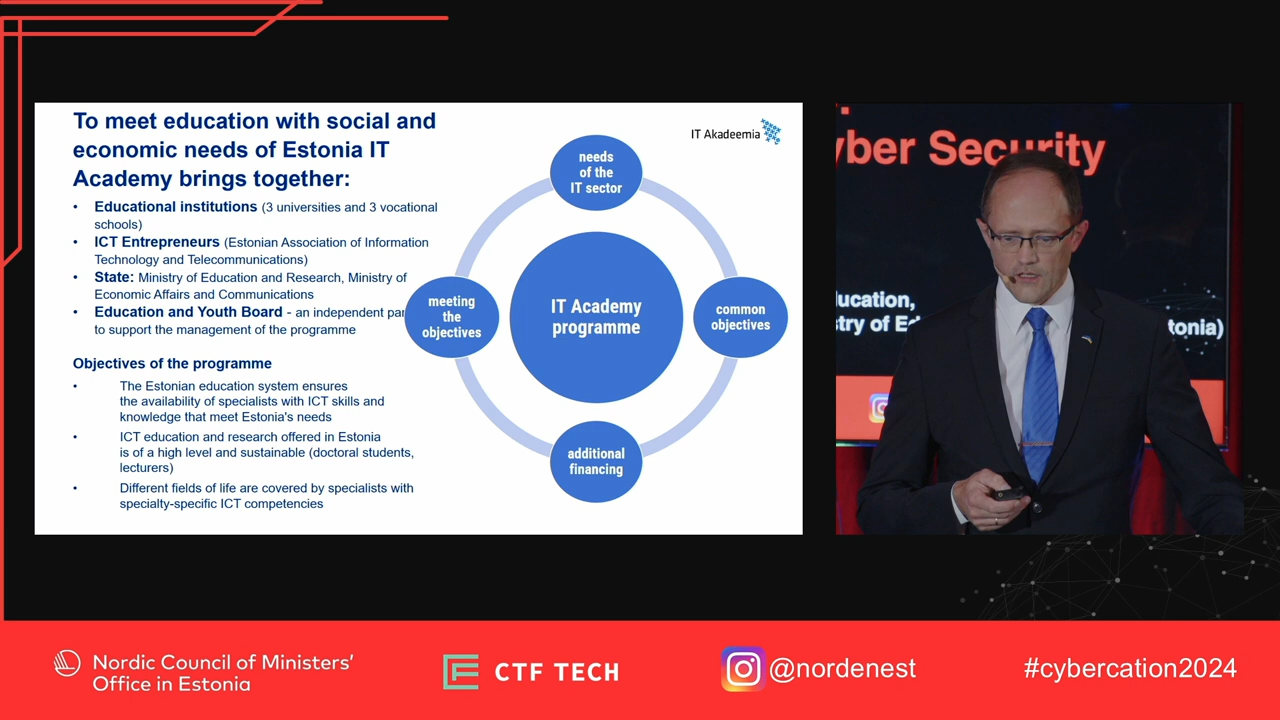 To meet education with social and
economic needs of Estonia IT
Academy brings together:
• Educational institutions (3 universities and 3 vocational
schools)
• ICT Entrepreneurs (Estonian Association of Information
Technology and Telecommunications)
• State: Ministry of Education and Research, Ministry of
Economic Affairs and Communications
• Education and Youth Board - an independent
to support the management of the programme
Objectives of the programme
• The Estonian education system ensures
the availability of specialists with ICT skills and
knowledge that meet Estonia's needs
• ICT education and research offered in Estonia
is of a high level and sustainable (doctoral students,
lecturers)
• Different fields of life are covered by specialists with
specialty-specific ICT competencies
IT Akadeemia
needs
of the
IT sector
meeting
the
objectives
IT Academy
programme
common
objectives
additional
financing
Security
of
Nordic Council of Ministers'
Office in Estonia
CTF TECH
@nordenest
#cybercation2024